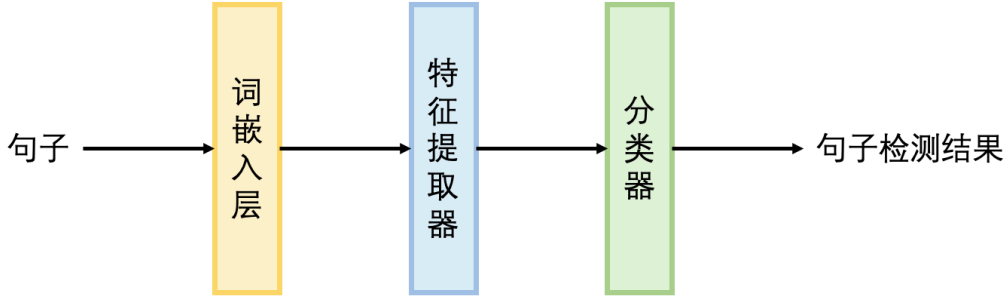 句子
词嵌入层
特征提取器
分类器
句子检测结果